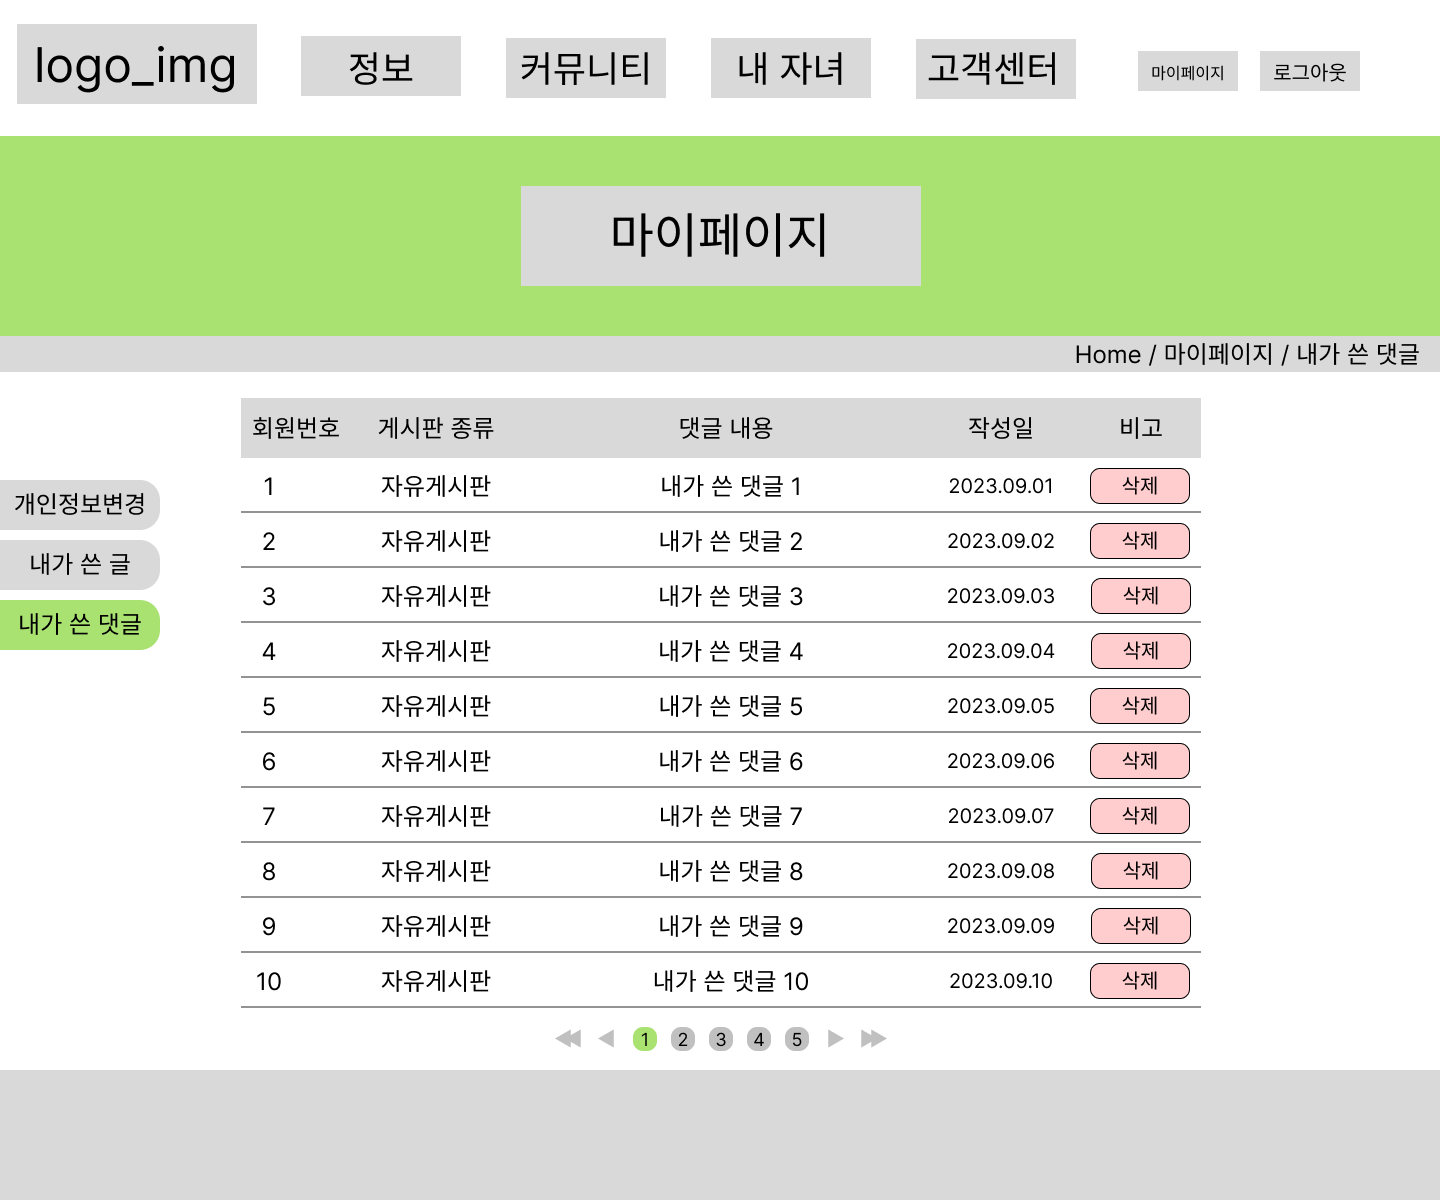 logo_img 정보 커뮤니티 내 자녀 고객센터 마이페이지 로그아웃
마이페이지
Home / 마이페이지 / 내가 쓴 댓글
개인정보변경
내가 쓴 글
내가 쓴 댓글
회원번호 게시판 종류 댓글 내용 작성일 비고
1 자유게시판 내가 쓴 댓글 1 2023.09.01 삭제
2 자유게시판 내가 쓴 댓글 2 2023.09.02 삭제
3 자유게시판 내가 쓴 댓글 3 2023.09.03 삭제
4 자유게시판 내가 쓴 댓글 4 2023.09.04 삭제
5 자유게시판 내가 쓴 댓글 5 2023.09.05 삭제
6 자유게시판 내가 쓴 댓글 6 2023.09.06 삭제
7 자유게시판 내가 쓴 댓글 7 2023.09.07 삭제
8 자유게시판 내가 쓴 댓글 8 2023.09.08 삭제
9 자유게시판 내가 쓴 댓글 9 2023.09.09 삭제
10 자유게시판 내가 쓴 댓글 10 2023.09.10 삭제
1 2 3 4 5